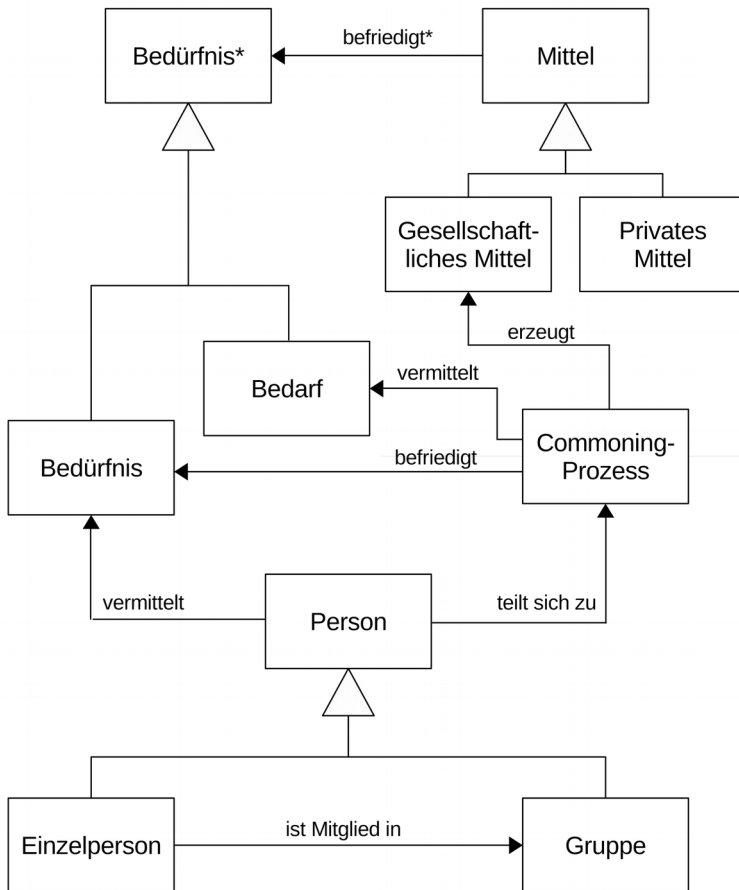 Bedürfnis*
befriedigt*
Mittel
Gesellschaft-
liches Mittel
Privates
Mittel
erzeugt
Bedarf
vermittelt
Commoning-
Prozess
Bedürfnis
befriedigt
vermittelt
Person
teilt sich zu
Einzelperson
ist Mitglied in
Gruppe